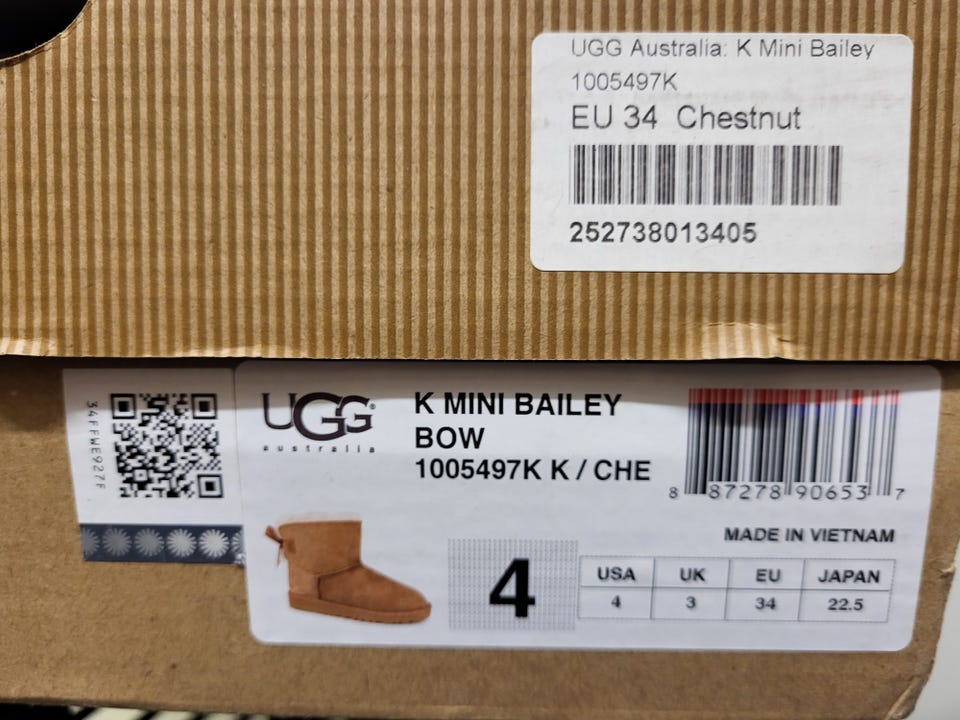 UGG Australia: K Mini Bailey
1005497K
EU 34 Chestnut
252738013405
34FFWE927F
UGG®
australia
K MINI BAILEY
BOW
1005497K K / CHE
8 87278 90653 7
MADE IN VIETNAM
4
USA UK EU JAPAN
4 3 34 22.5